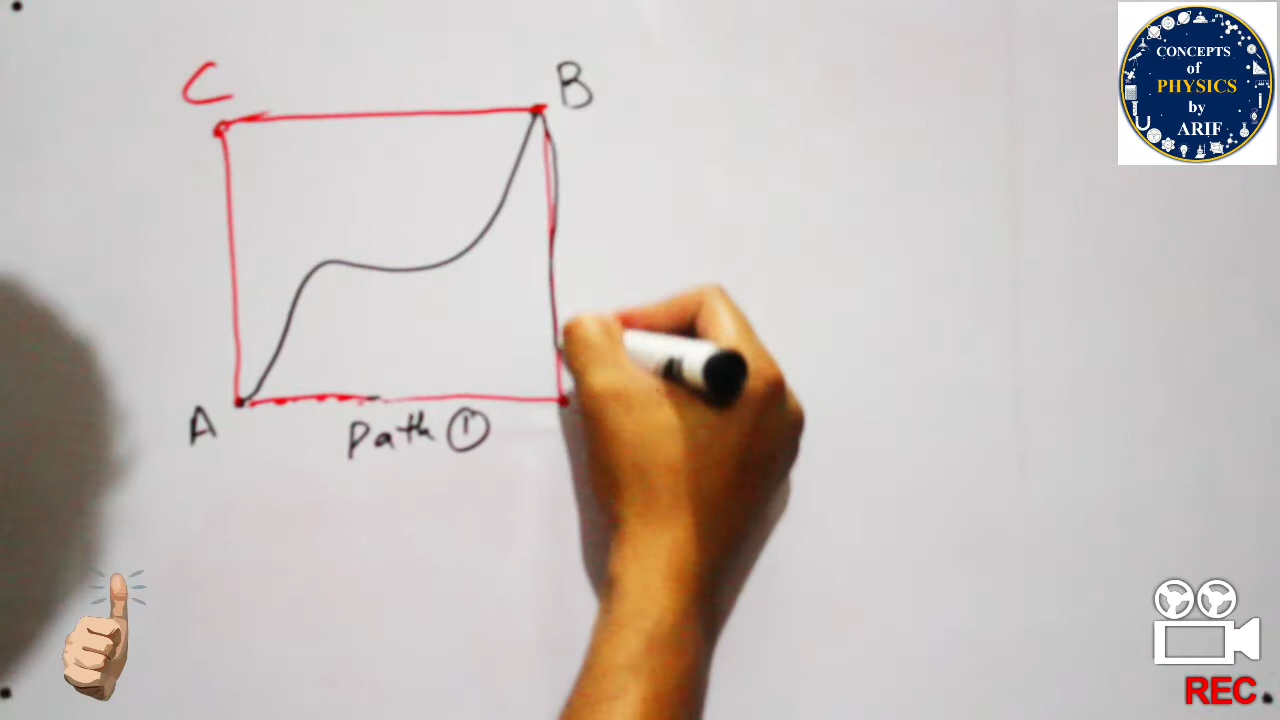 C
B
A
Path ①
CONCEPTS
of
PHYSICS
by
ARIF
REC